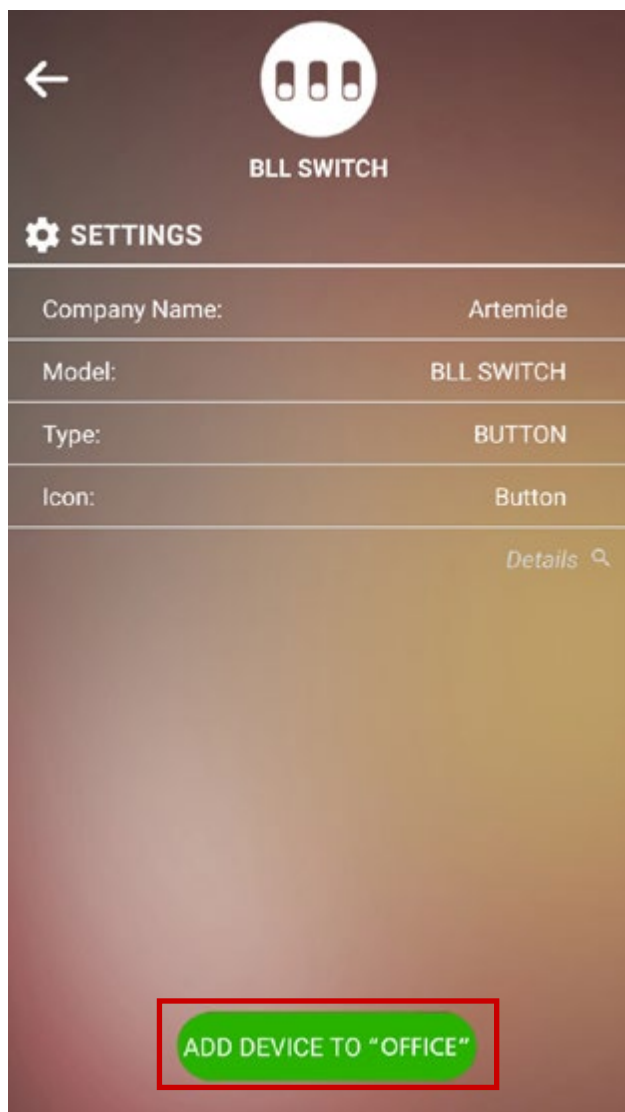 BLL SWITCH
SETTINGS
Company Name: Artemide
Model: BLL SWITCH
Type: BUTTON
Icon: Button
Details
ADD DEVICE TO “OFFICE”